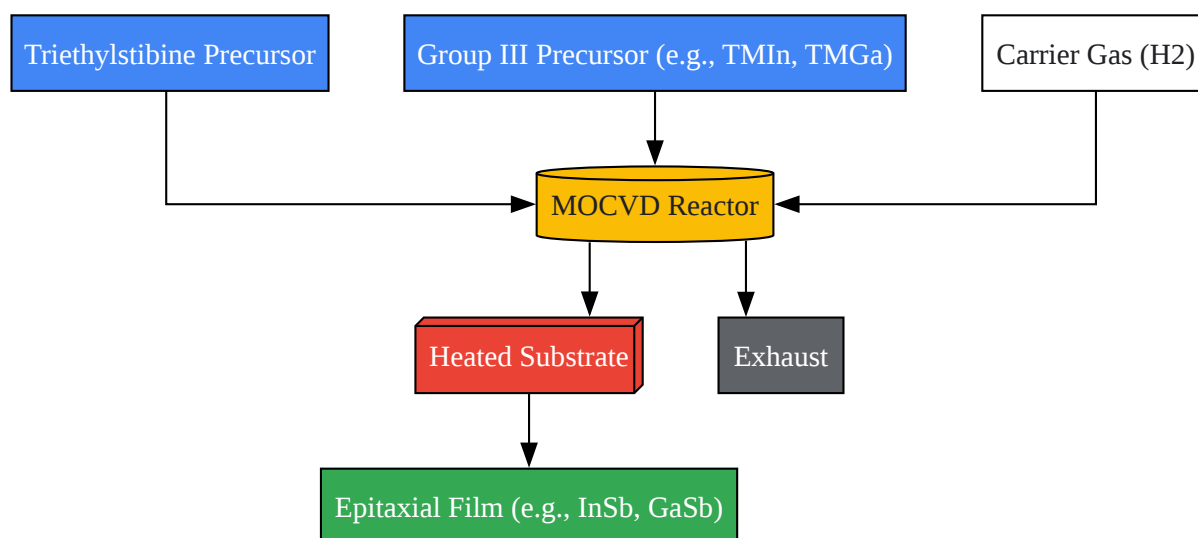 Triethylstibine Precursor
Group III Precursor (e.g., TMIn, TMGa)
Carrier Gas (H2)
MOCVD Reactor
Heated Substrate
Exhaust
Epitaxial Film (e.g., InSb, GaSb)